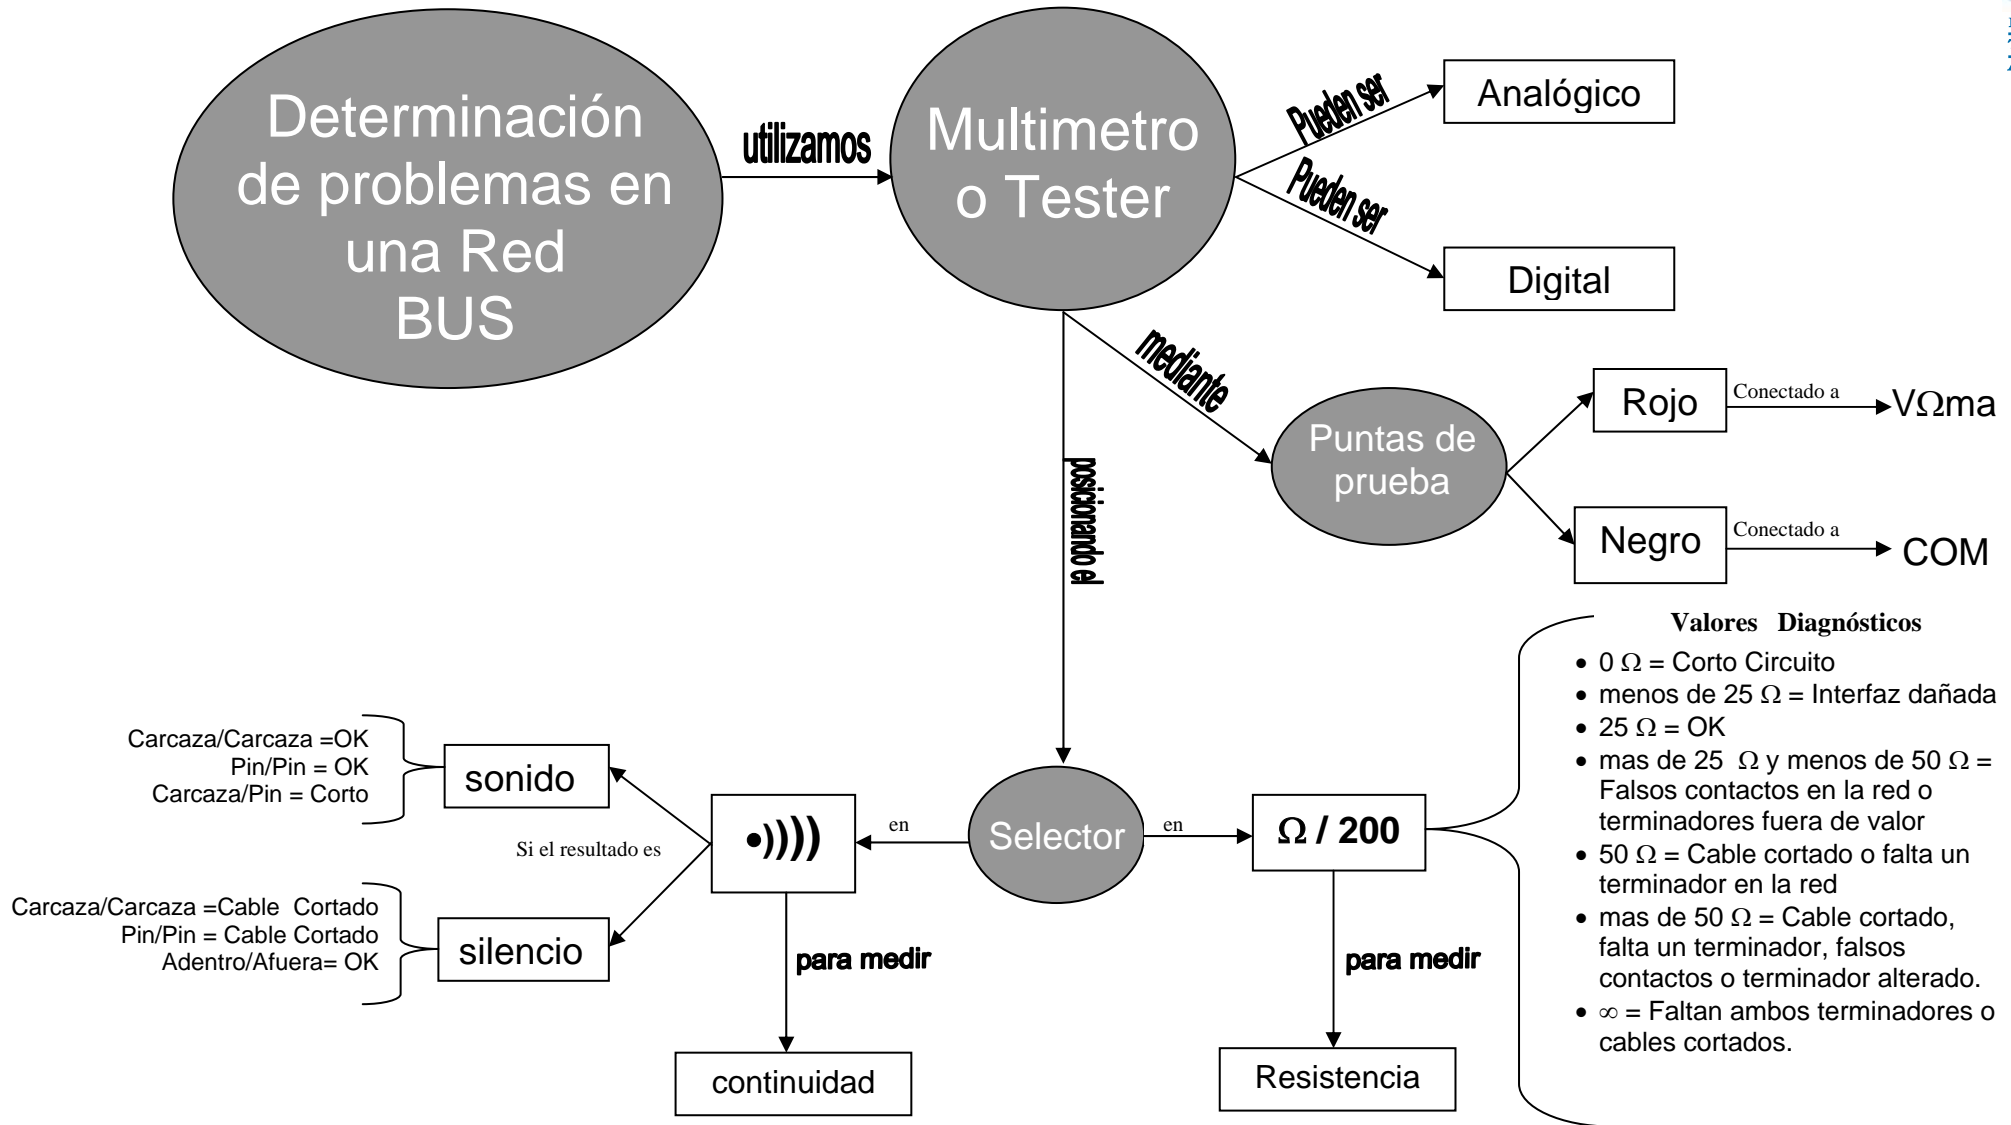 Determinación
de problemas en
una Red
BUS
utilizamos
Multimetro
o Tester
Pueden ser
Analógico
Pueden ser
Digital
mediante
Puntas de
prueba
Rojo
Conectado a
VΩma
Negro
Conectado a
COM
posicionando el
Selector
en
•))))
Si el resultado es
sonido
Carcaza/Carcaza =OK
Pin/Pin = OK
Carcaza/Pin = Corto
silencio
Carcaza/Carcaza =Cable Cortado
Pin/Pin = Cable Cortado
Adentro/Afuera= OK
para medir
continuidad
en
Ω / 200
para medir
Resistencia
Valores Diagnósticos
• 0 Ω = Corto Circuito
• menos de 25 Ω = Interfaz dañada
• 25 Ω = OK
• mas de 25 Ω y menos de 50 Ω =
Falsos contactos en la red o
terminadores fuera de valor
• 50 Ω = Cable cortado o falta un
terminador en la red
• mas de 50 Ω = Cable cortado,
falta un terminador, falsos
contactos o terminador alterado.
• ∞ = Faltan ambos terminadores o
cables cortados.